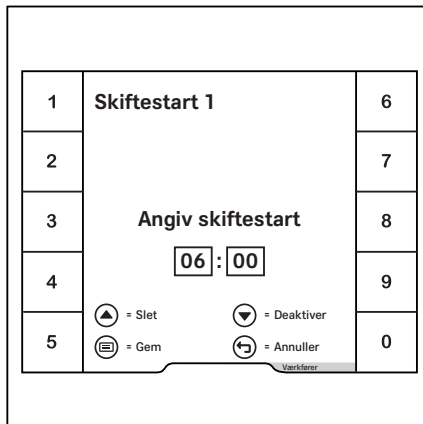 1
2
3
4
5
Skiftestart 1
Angiv skiftestart
06 : 00
= Slet
= Deaktiver
= Gem
= Annuller
Værkfører
6
7
8
9
0